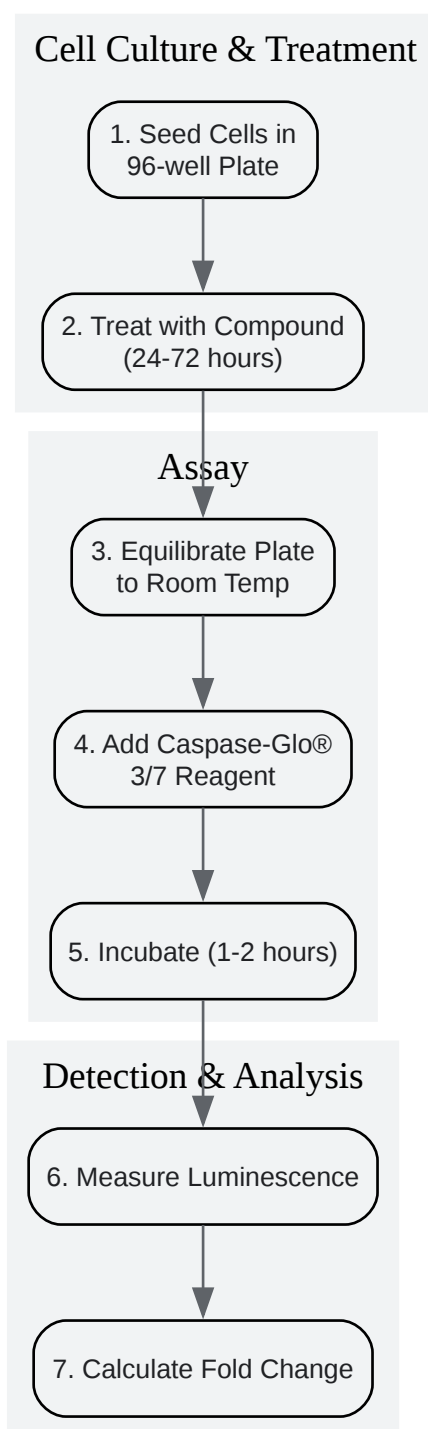 Cell Culture & Treatment
1. Seed Cells in
96-well Plate
2. Treat with Compound
(24-72 hours)
Assay
3. Equilibrate Plate
to Room Temp
4. Add Caspase-Glo®
3/7 Reagent
5. Incubate (1-2 hours)
Detection & Analysis
6. Measure Luminescence
7. Calculate Fold Change